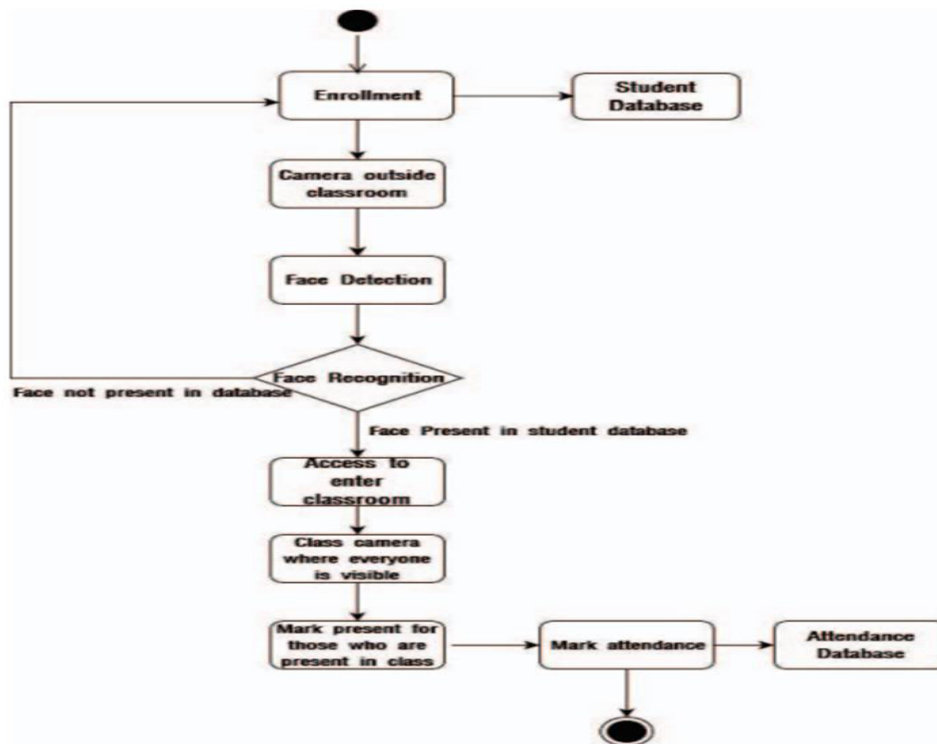 Enrollment
Student
Database
Camera outside
classroom
Face Detection
Face Recognition
Face not present in database
Face Present in student database
Access to
enter
classroom
Class camera
where everyone
is visible
Mark present for
those who are
present in class
Mark attendance
Attendance
Database